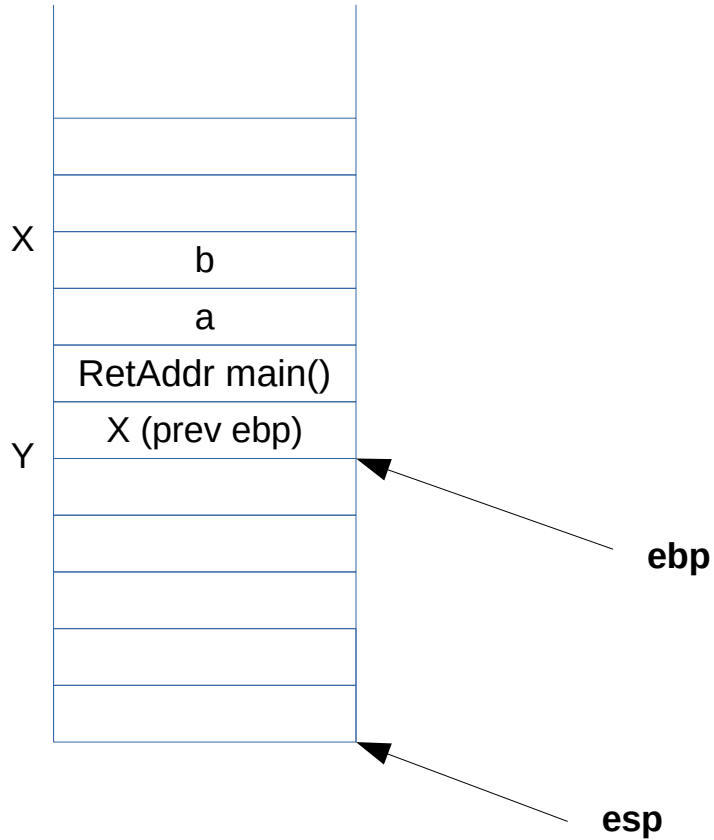 X
b
a
RetAddr main()
X (prev ebp)
Y
ebp
esp